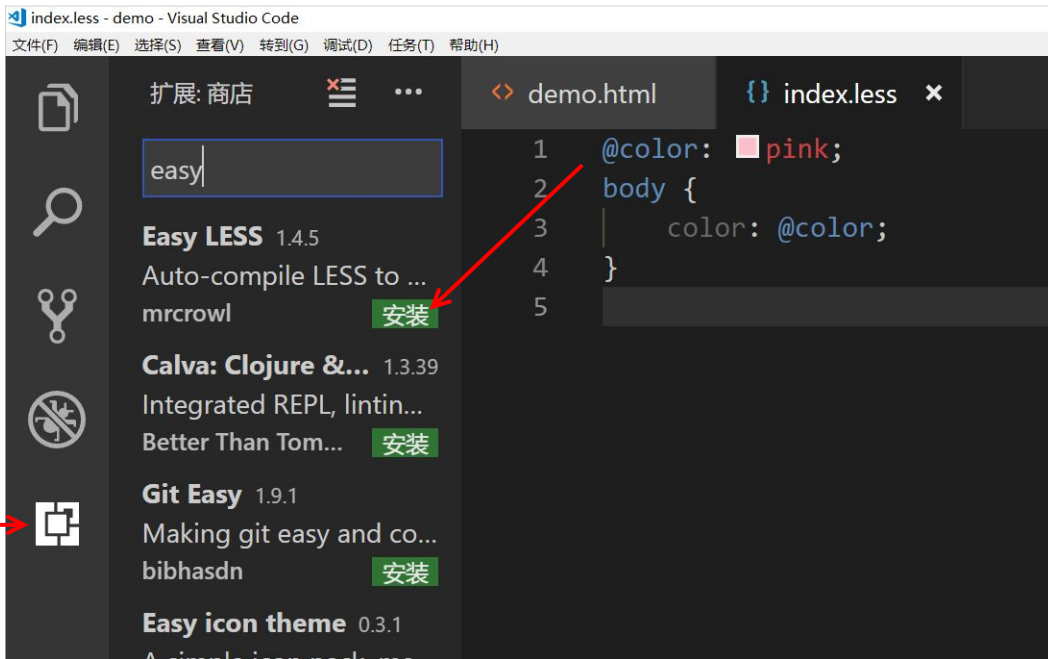 index.less - demo - Visual Studio Code
文件(F) 编辑(E) 选择(S) 查看(V) 转到(G) 调试(D) 任务(T) 帮助(H)
扩展: 商店
easy
Easy LESS 1.4.5
Auto-compile LESS to ...
mrcrowl 安装
Calva: Clojure &... 1.3.39
Integrated REPL, lintin...
Better Than Tom... 安装
Git Easy 1.9.1
Making git easy and co...
bibhasdn 安装
Easy icon theme 0.3.1
demo.html index.less
1 @color: pink;
2 body {
3 color: @color;
4 }
5